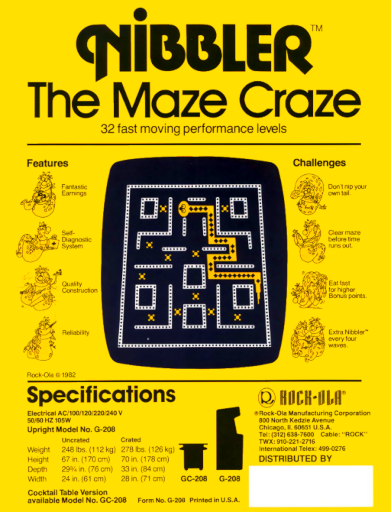 NIBBLER™
The Maze Craze
32 fast moving performance levels
Features
Challenges
Fantastic
Earnings
Don't nip your
own tail.
Self-
Diagnostic
System
Clear maze
before time
runs out.
Quality
Construction
Eat fast
for higher
Bonus points.
Reliability
Extra Nibbler™
every four
waves.
Rock-Ola © 1982
Specifications
Electrical AC/100/120/220/240 V
50/60 HZ 105W
Upright Model No. G-208
Uncrated Crated
Weight 248 lbs. (112 kg) 278 lbs. (126 kg)
Height 67 in. (170 cm) 70 in. (178 cm)
Depth 29¾ in. (76 cm) 33 in. (84 cm)
Width 24 in. (61 cm) 28 in. (71 cm)
Cocktail Table Version
available Model No. GC-208
GC-208 G-208
Form No. G-208 Printed in U.S.A.
ROCK-OLA®
Rock-Ola Manufacturing Corporation
800 North Kedzie Avenue
Chicago, Il. 60651 U.S.A.
Tel: (312) 638-7600 Cable: "ROCK"
TWX: 910-221-2716
International Telex: 499-0276
DISTRIBUTED BY